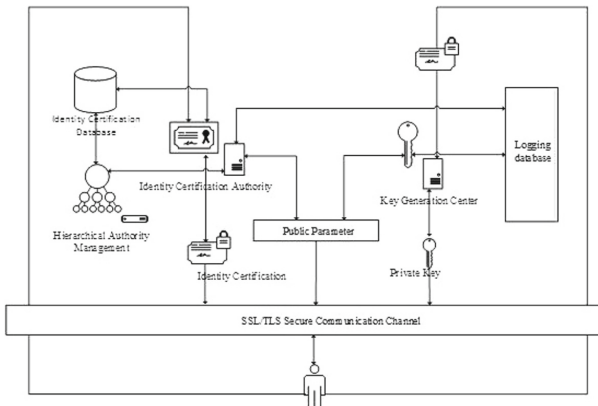 Identity Certification
Database
Logging
database
Identity Certification Authority
Key Generation Center
Hierarchical Authority
Management
Public Parameter
Identity Certification
Private Key
SSL/TLS Secure Communication Channel